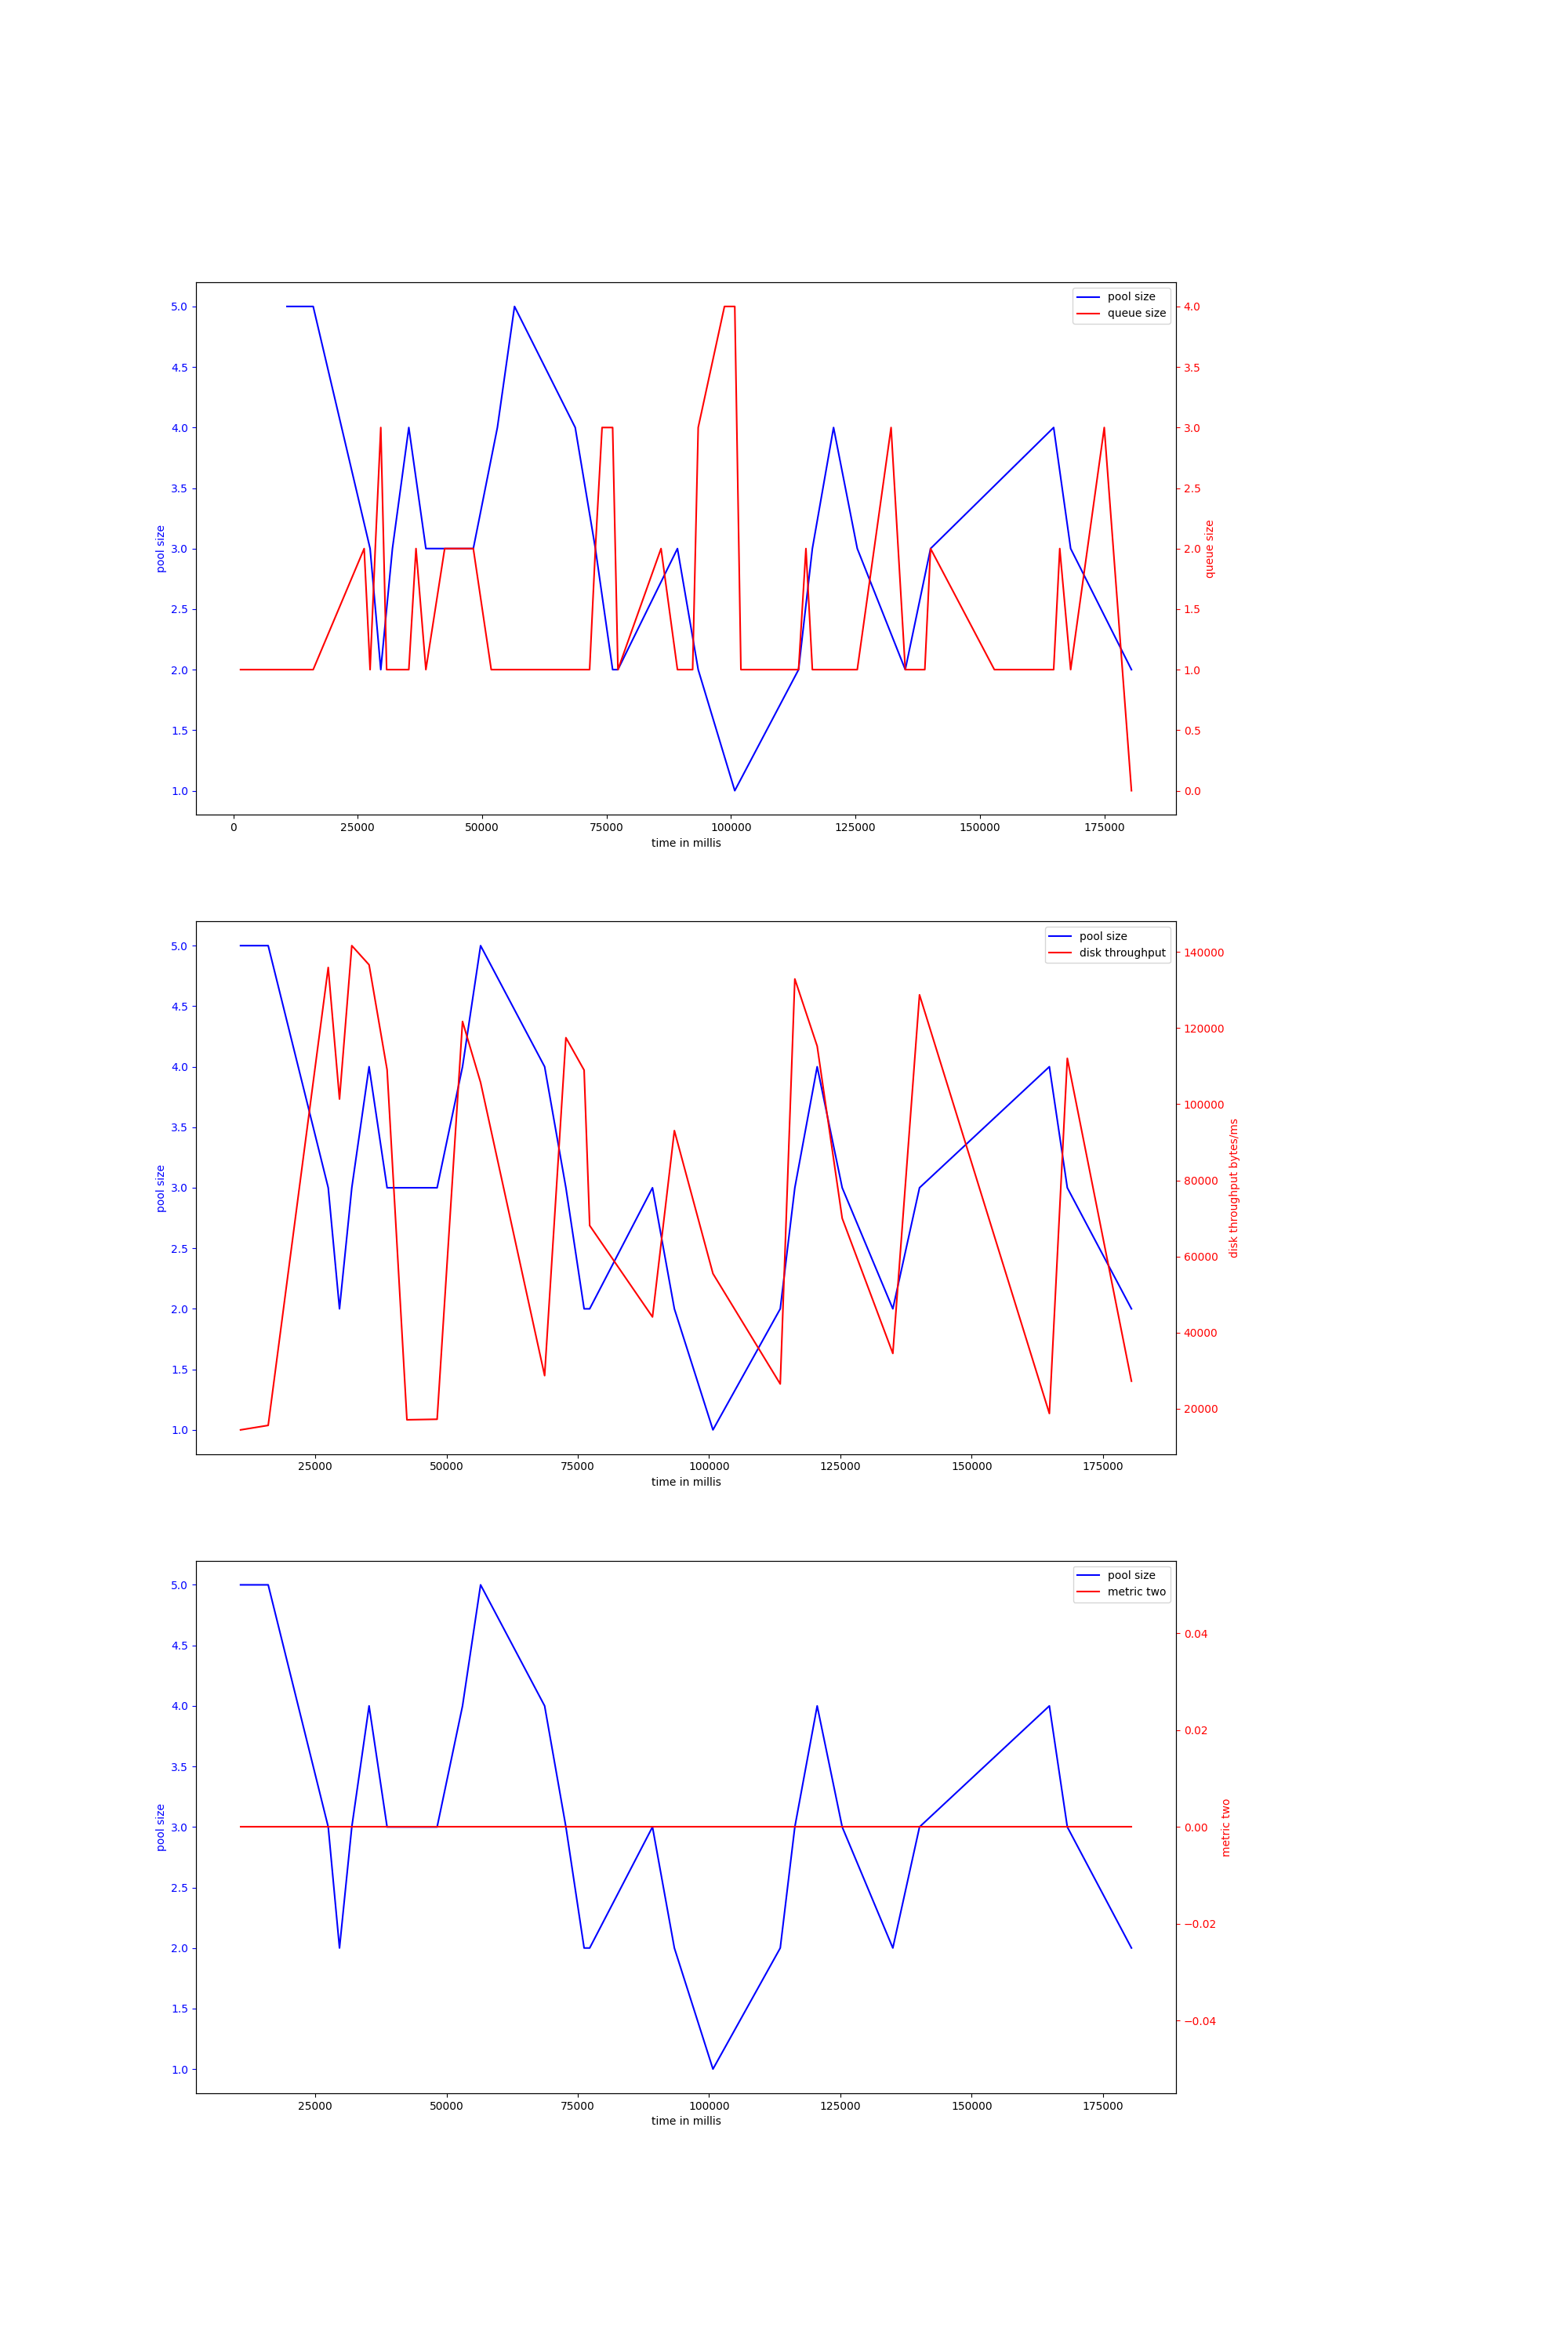 pool size
queue size
5.0
4.5
4.0
3.5
3.0
2.5
2.0
1.5
1.0
pool size
4.0
3.5
3.0
2.5
2.0
1.5
1.0
0.5
0.0
queue size
0 25000 50000 75000 100000 125000 150000 175000
time in millis
pool size
disk throughput
5.0
4.5
4.0
3.5
3.0
2.5
2.0
1.5
1.0
pool size
140000
120000
100000
80000
60000
40000
20000
disk throughput bytes/ms
25000 50000 75000 100000 125000 150000 175000
time in millis
pool size
metric two
5.0
4.5
4.0
3.5
3.0
2.5
2.0
1.5
1.0
pool size
0.04
0.02
0.00
−0.02
−0.04
metric two
25000 50000 75000 100000 125000 150000 175000
time in millis